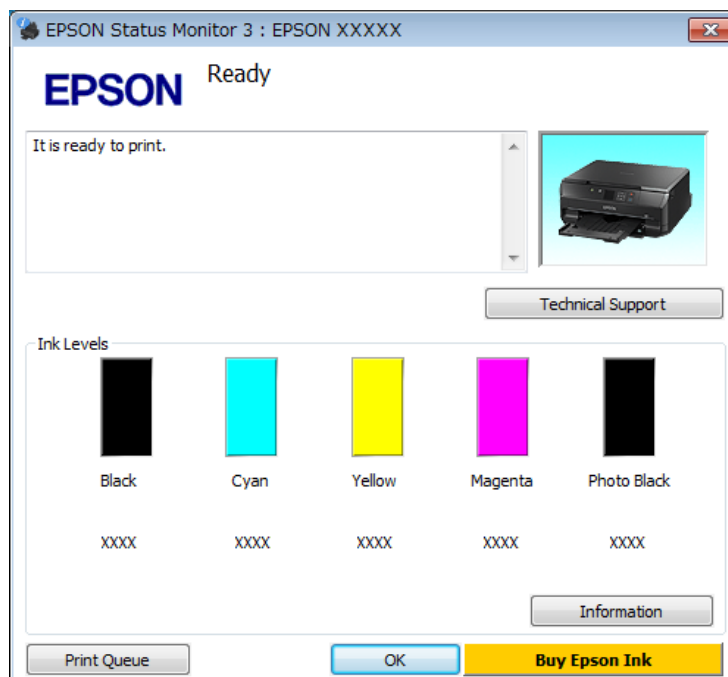 EPSON Status Monitor 3 : EPSON XXXXX
EPSON
Ready
It is ready to print.
Technical Support
Ink Levels
Black Cyan Yellow Magenta Photo Black
XXXX XXXX XXXX XXXX XXXX
Information
Print Queue OK Buy Epson Ink